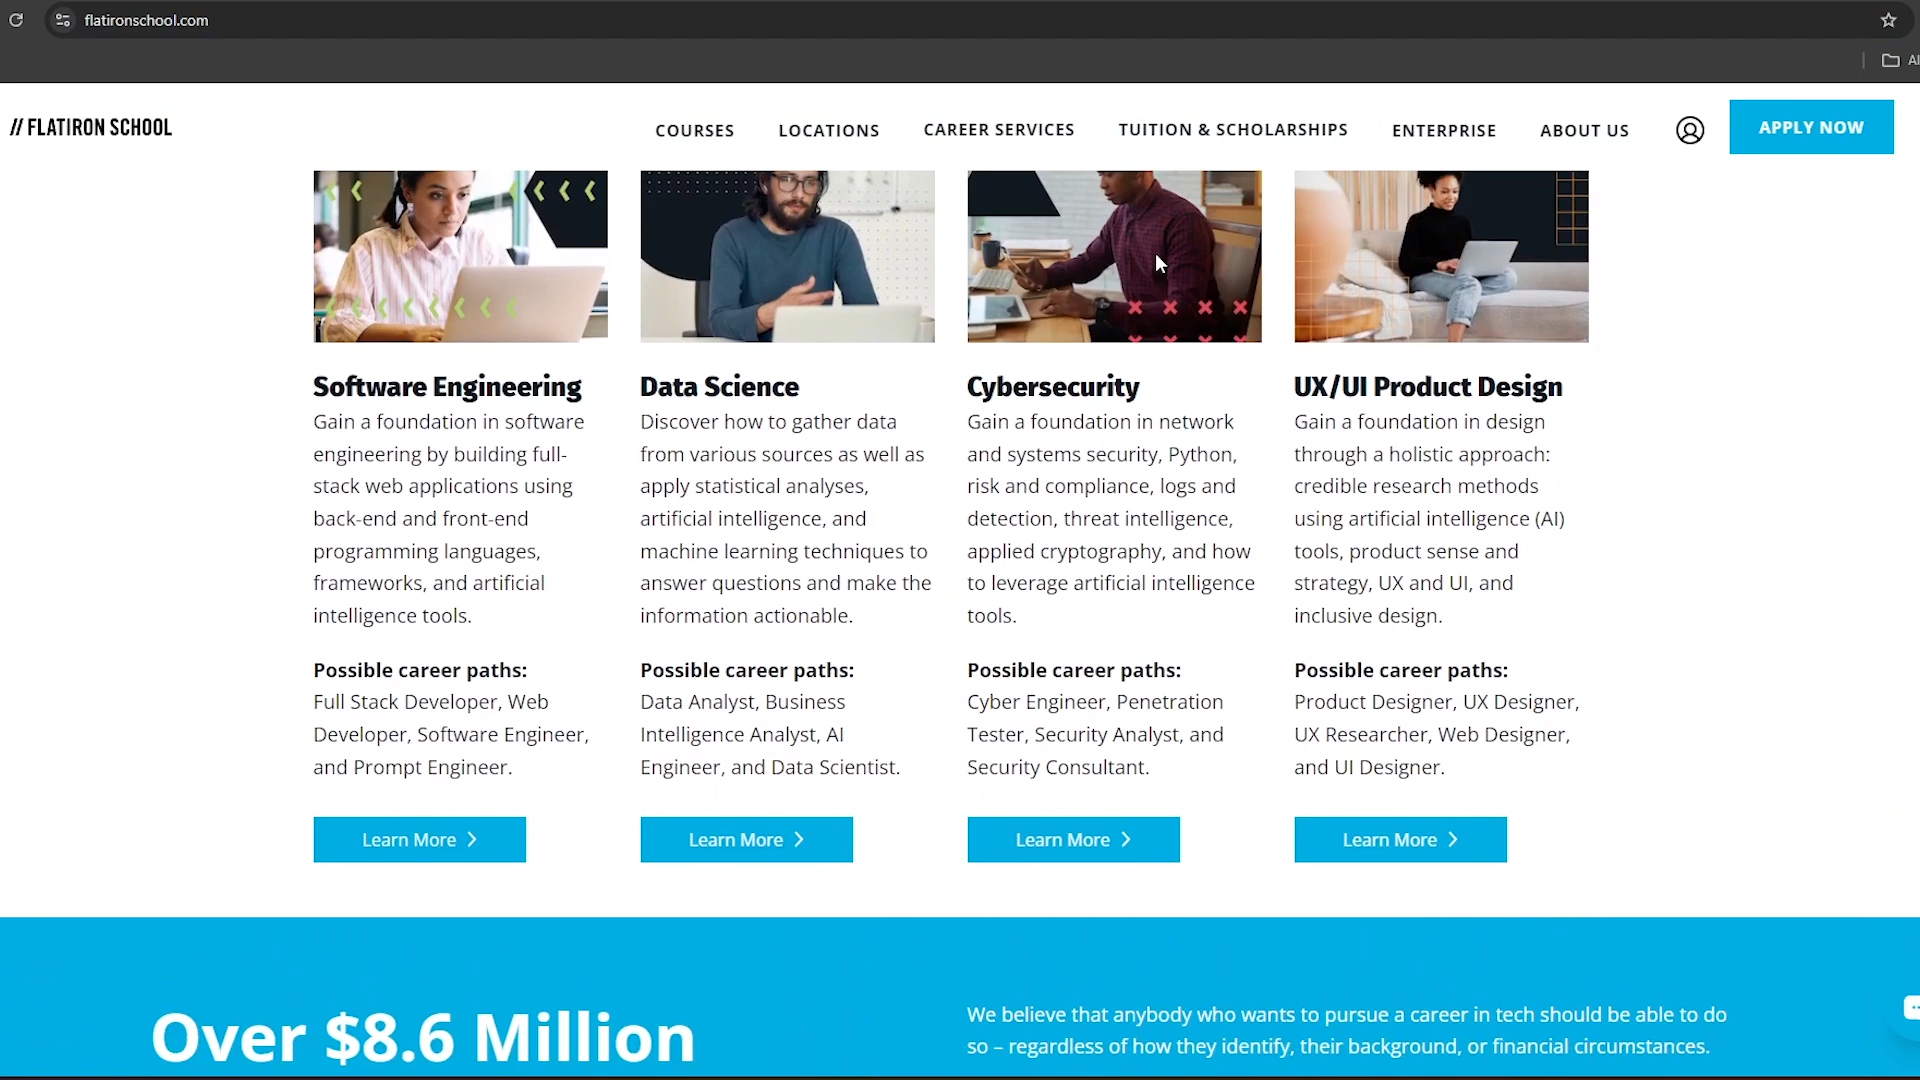 flatironschool.com
AI
// FLATIRON SCHOOL
COURSES
LOCATIONS
CAREER SERVICES
TUITION & SCHOLARSHIPS
ENTERPRISE
ABOUT US
APPLY NOW
Software Engineering
Gain a foundation in software
engineering by building full-
stack web applications using
back-end and front-end
programming languages,
frameworks, and artificial
intelligence tools.
Possible career paths:
Full Stack Developer, Web
Developer, Software Engineer,
and Prompt Engineer.
Learn More
Data Science
Discover how to gather data
from various sources as well as
apply statistical analyses,
artificial intelligence, and
machine learning techniques to
answer questions and make the
information actionable.
Possible career paths:
Data Analyst, Business
Intelligence Analyst, AI
Engineer, and Data Scientist.
Learn More
Cybersecurity
Gain a foundation in network
and systems security, Python,
risk and compliance, logs and
detection, threat intelligence,
applied cryptography, and how
to leverage artificial intelligence
tools.
Possible career paths:
Cyber Engineer, Penetration
Tester, Security Analyst, and
Security Consultant.
Learn More
UX/UI Product Design
Gain a foundation in design
through a holistic approach:
credible research methods
using artificial intelligence (AI)
tools, product sense and
strategy, UX and UI, and
inclusive design.
Possible career paths:
Product Designer, UX Designer,
UX Researcher, Web Designer,
and UI Designer.
Learn More
Over $8.6 Million
We believe that anybody who wants to pursue a career in tech should be able to do
so – regardless of how they identify, their background, or financial circumstances.